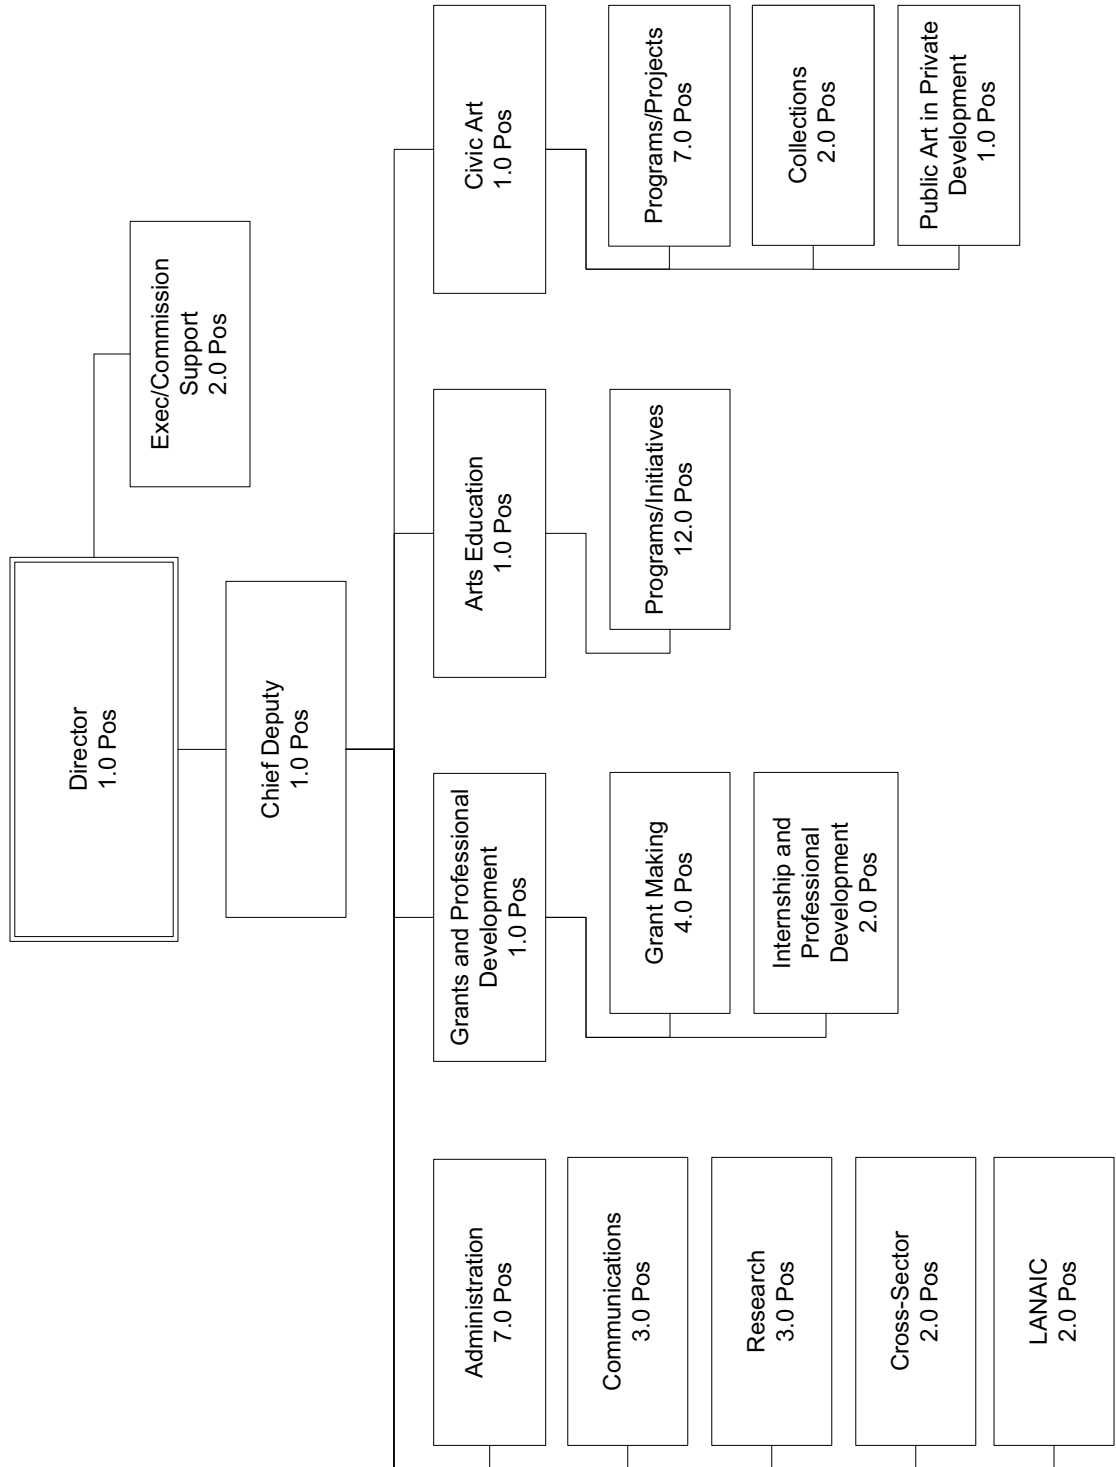 Director
1.0 Pos
Exec/Commission
Support
2.0 Pos
Chief Deputy
1.0 Pos
Administration
7.0 Pos
Communications
3.0 Pos
Research
3.0 Pos
Cross-Sector
2.0 Pos
LANAIC
2.0 Pos
Grants and Professional
Development
1.0 Pos
Grant Making
4.0 Pos
Internship and
Professional
Development
2.0 Pos
Arts Education
1.0 Pos
Programs/Initiatives
12.0 Pos
Civic Art
1.0 Pos
Programs/Projects
7.0 Pos
Collections
2.0 Pos
Public Art in Private
Development
1.0 Pos